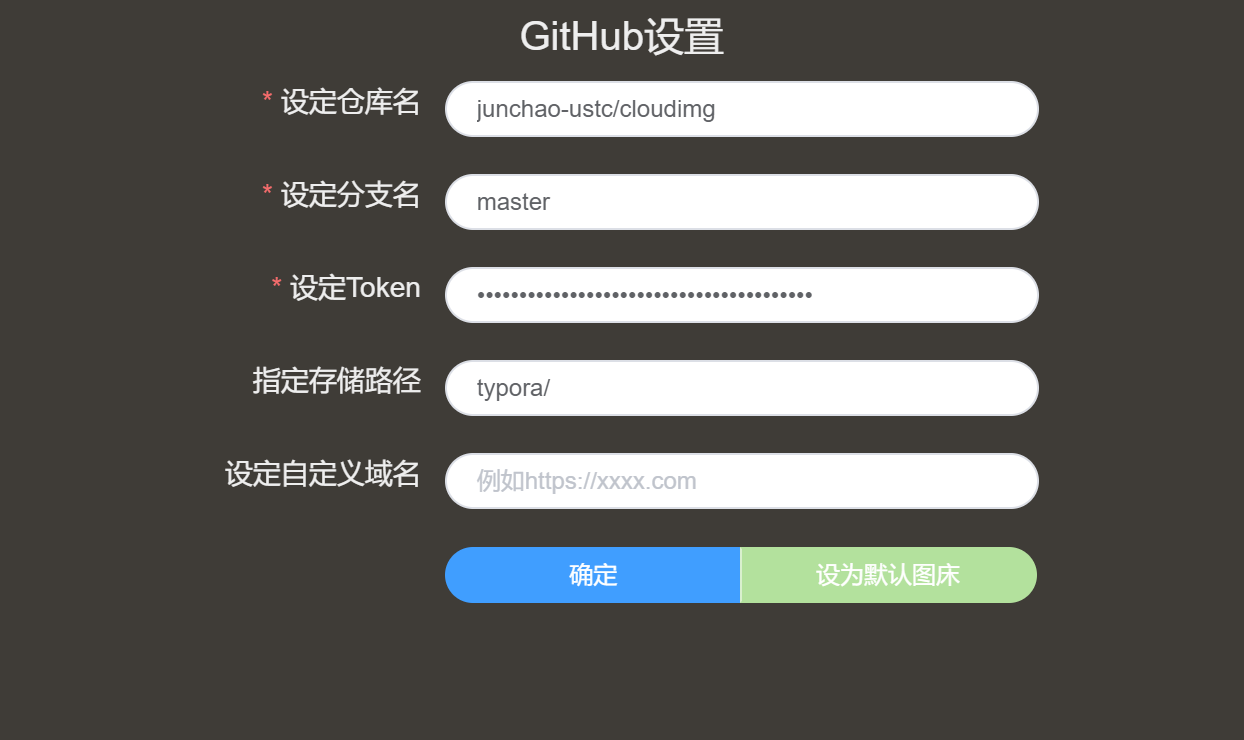 GitHub设置
* 设定仓库名 junchao-ustc/cloudimg
* 设定分支名 master
* 设定Token ••••••••••••••••••••••••••••••••••••••••
指定存储路径 typora/
设定自定义域名 例如https://xxxx.com
确定 设为默认图床